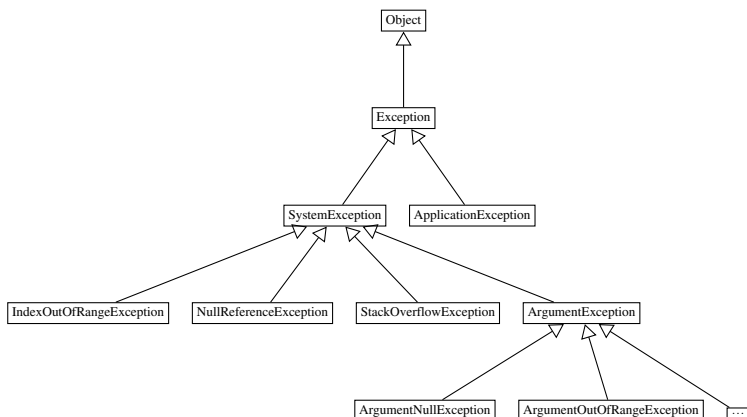 Object
Exception
SystemException
ApplicationException
IndexOutOfRangeException
NullReferenceException
StackOverflowException
ArgumentException
ArgumentNullException
ArgumentOutOfRangeException
...